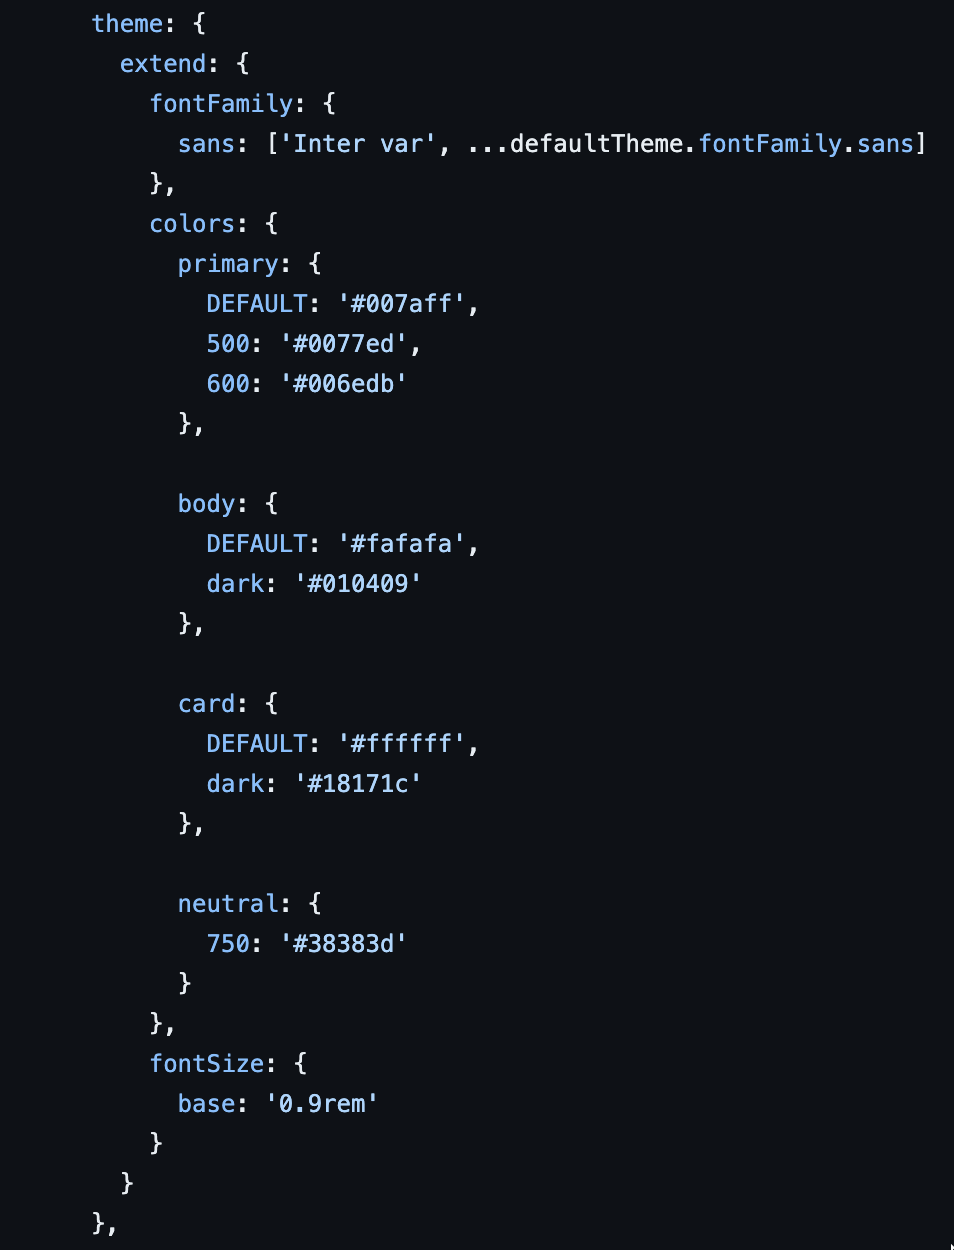 theme: {
extend: {
fontFamily: {
sans: ['Inter var', ...defaultTheme.fontFamily.sans]
},
colors: {
primary: {
DEFAULT: '#007aff',
500: '#0077ed',
600: '#006edb'
},
body: {
DEFAULT: '#fafafa',
dark: '#010409'
},
card: {
DEFAULT: '#ffffff',
dark: '#18171c'
},
neutral: {
750: '#38383d'
}
},
fontSize: {
base: '0.9rem'
}
}
},